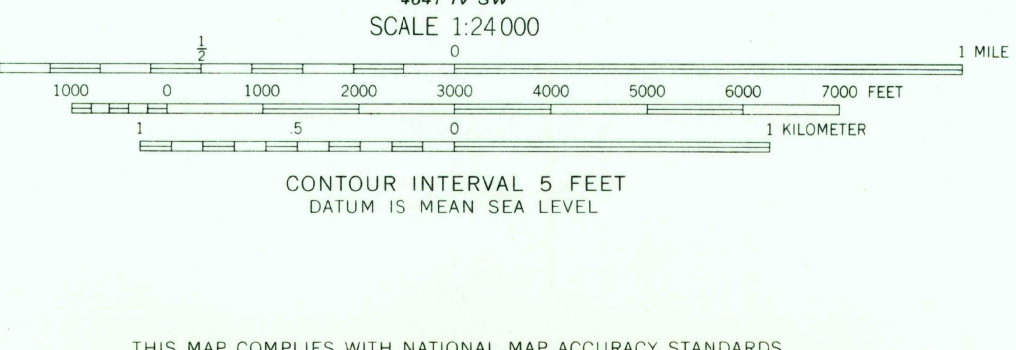 SCALE 1:24 000
1/2 0 1 MILE
1000 0 1000 2000 3000 4000 5000 6000 7000 FEET
1 .5 0 1 KILOMETER
CONTOUR INTERVAL 5 FEET
DATUM IS MEAN SEA LEVEL
THIS MAP COMPLIES WITH NATIONAL MAP ACCURACY STANDARDS